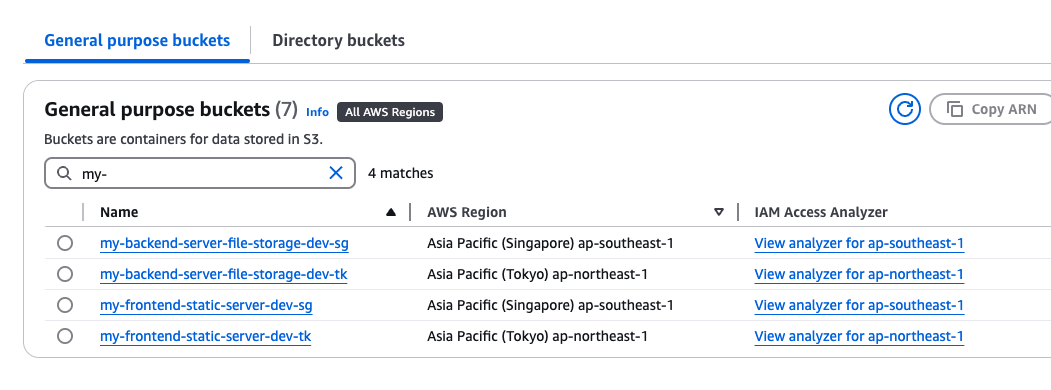 General purpose buckets Directory buckets
General purpose buckets (7) Info All AWS Regions Copy ARN
Buckets are containers for data stored in S3.
my- 4 matches
Name AWS Region IAM Access Analyzer
my-backend-server-file-storage-dev-sg Asia Pacific (Singapore) ap-southeast-1 View analyzer for ap-southeast-1
my-backend-server-file-storage-dev-tk Asia Pacific (Tokyo) ap-northeast-1 View analyzer for ap-northeast-1
my-frontend-static-server-dev-sg Asia Pacific (Singapore) ap-southeast-1 View analyzer for ap-southeast-1
my-frontend-static-server-dev-tk Asia Pacific (Tokyo) ap-northeast-1 View analyzer for ap-northeast-1